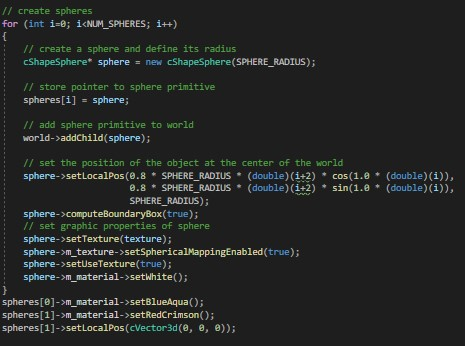 // create spheres
for (int i=0; i<NUM_SPHERES; i++)
{
// create a sphere and define its radius
cShapeSphere* sphere = new cShapeSphere(SPHERE_RADIUS);
// store pointer to sphere primitive
spheres[i] = sphere;
// add sphere primitive to world
world->addChild(sphere);
// set the position of the object at the center of the world
sphere->setLocalPos(0.8 * SPHERE_RADIUS * (double)(i+2) * cos(1.0 * (double)(i)),
0.8 * SPHERE_RADIUS * (double)(i+2) * sin(1.0 * (double)(i)),
SPHERE_RADIUS);
sphere->computeBoundaryBox(true);
// set graphic properties of sphere
sphere->setTexture(texture);
sphere->m_texture->setSphericalMappingEnabled(true);
sphere->setUseTexture(true);
sphere->m_material->setWhite();
}
spheres[0]->m_material->setBlueAqua();
spheres[1]->m_material->setRedCrimson();
spheres[1]->setLocalPos(cVector3d(0, 0, 0));